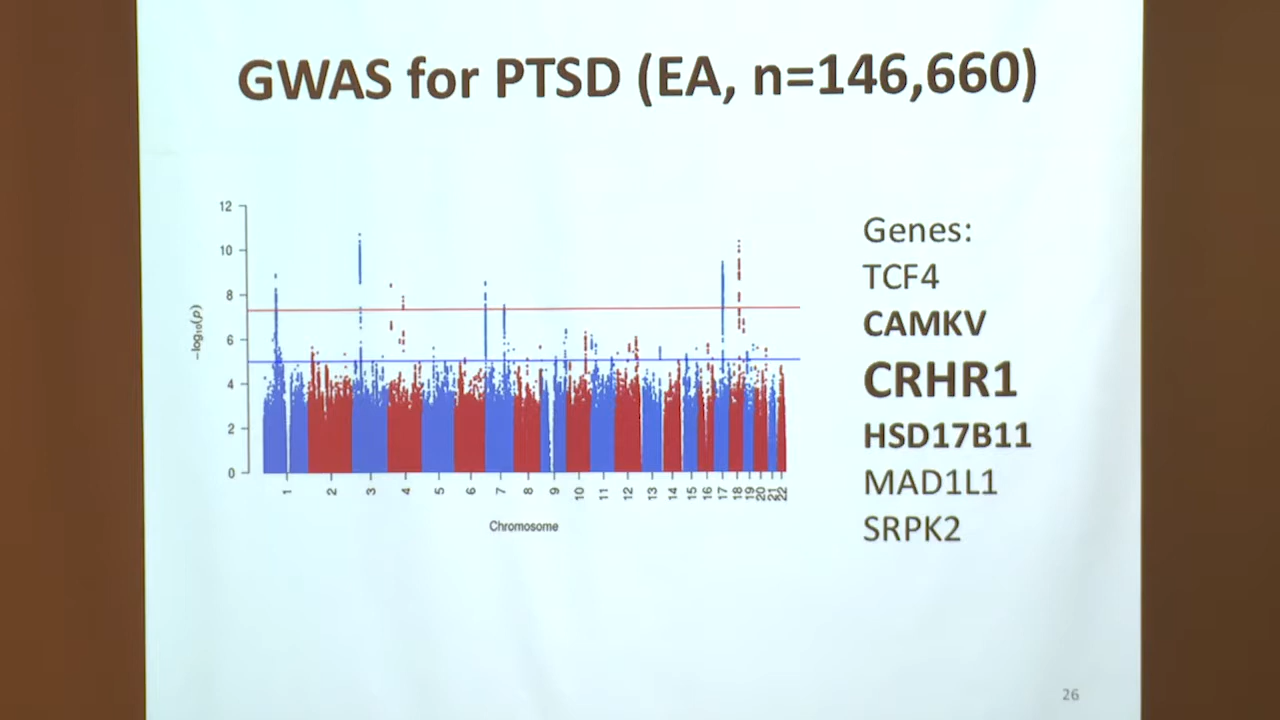 GWAS for PTSD (EA, n=146,660)
12
10
8
6
4
2
0
−log₁₀(p)
1 2 3 4 5 6 7 8 9 10 11 12 13 14 15 16 17 18 19 20 21 22
Chromosome
Genes:
TCF4
CAMKV
CRHR1
HSD17B11
MAD1L1
SRPK2
26